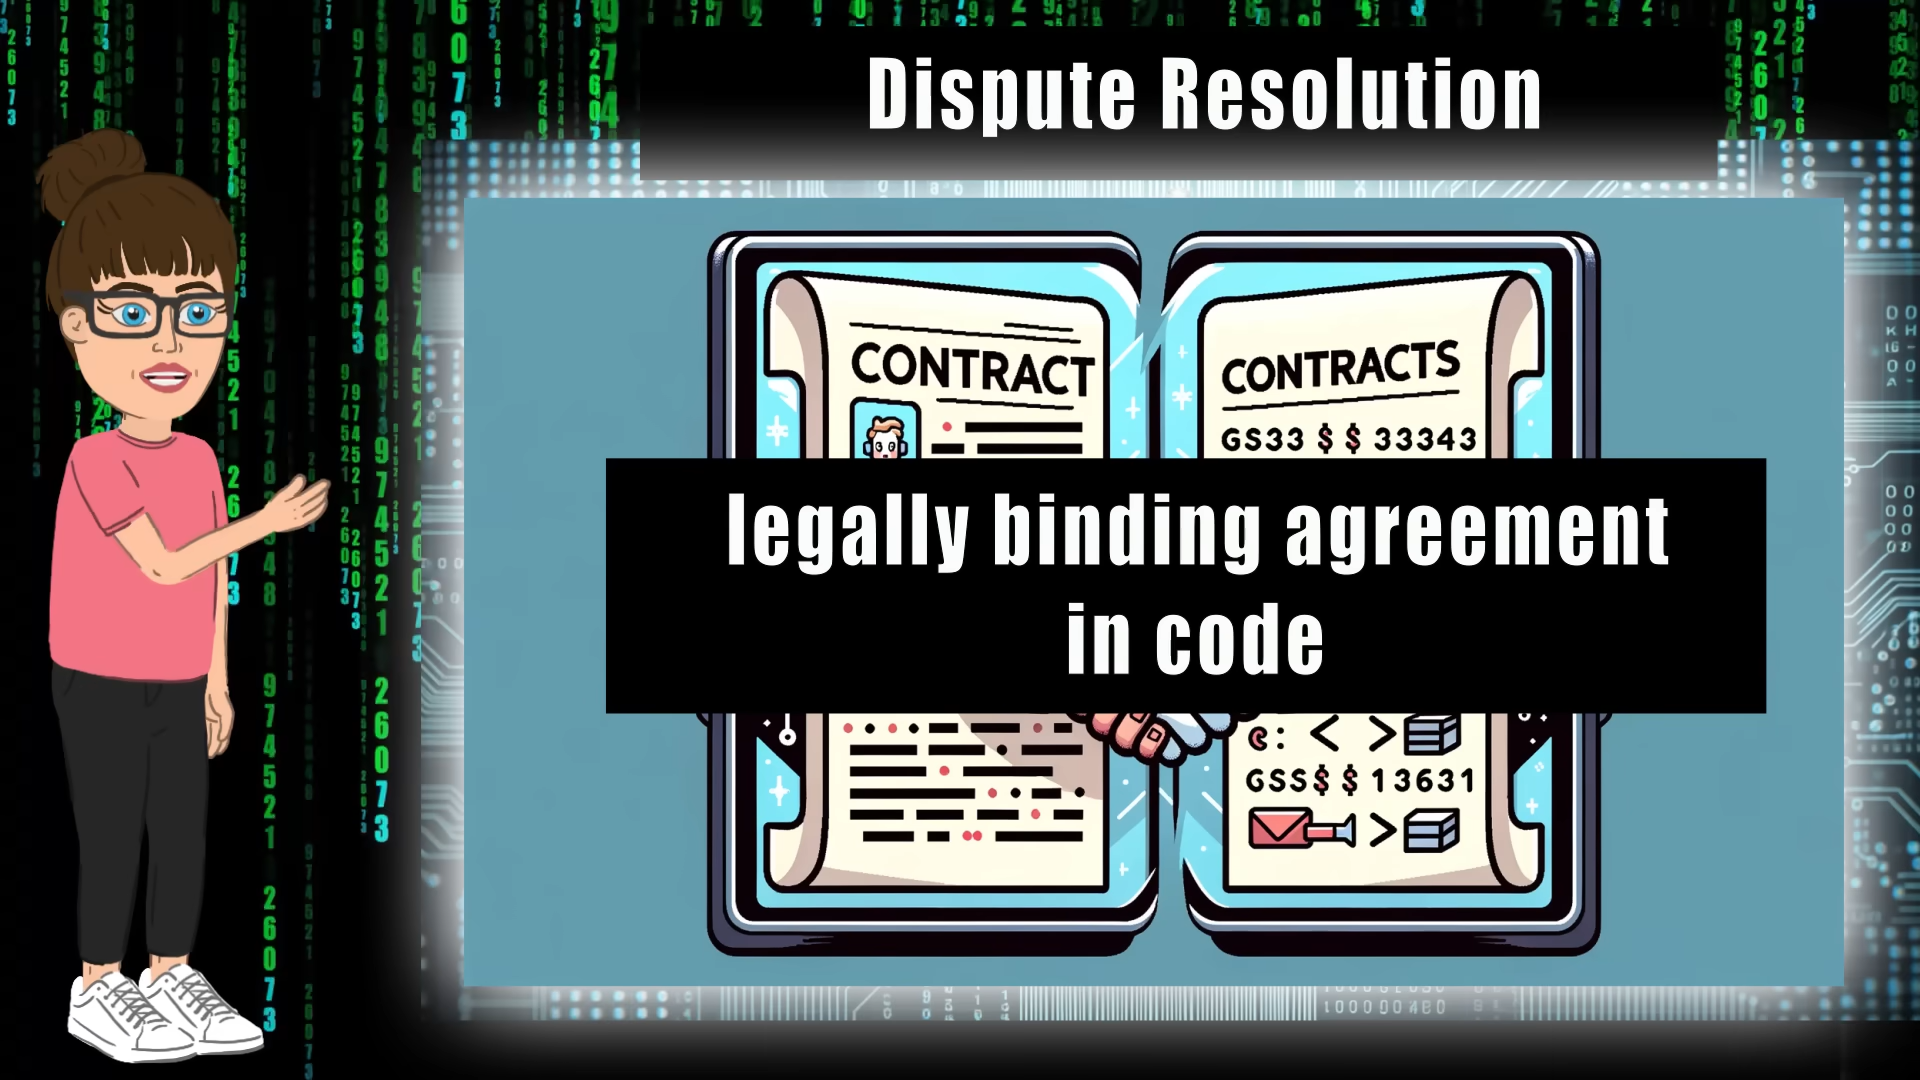 Dispute Resolution
CONTRACT
CONTRACTS
GS33 $ $ 33343
legally binding agreement
in code
e: < >
GSS$ $ 13631
>